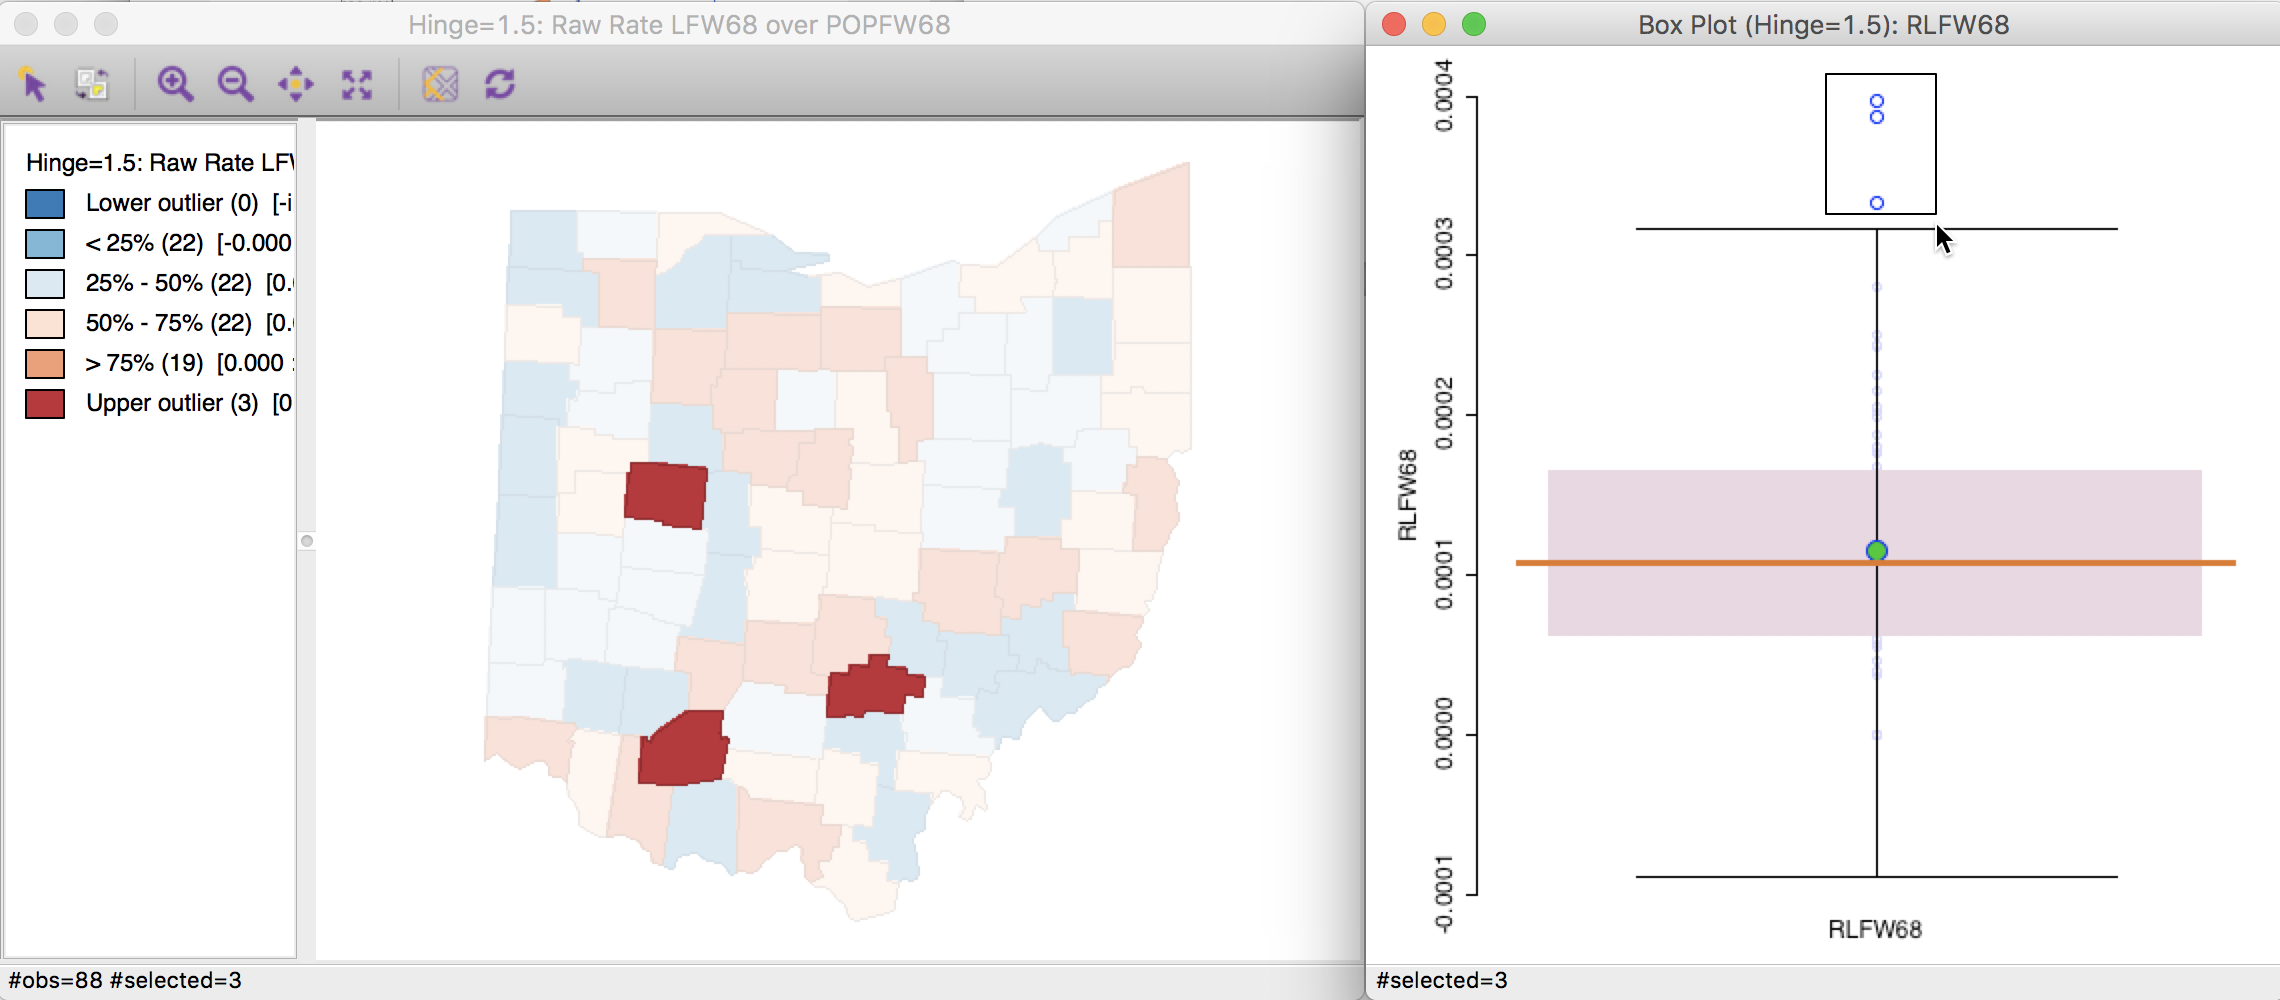 Hinge=1.5: Raw Rate LFW68 over POPFW68
Hinge=1.5: Raw Rate LF
Lower outlier (0) [-i
< 25% (22) [-0.000
25% - 50% (22) [0.
50% - 75% (22) [0.
> 75% (19) [0.000 :
Upper outlier (3) [0
#obs=88 #selected=3
Box Plot (Hinge=1.5): RLFW68
0.0004
0.0003
0.0002
0.0001
0.0000
-0.0001
RLFW68
RLFW68
#selected=3